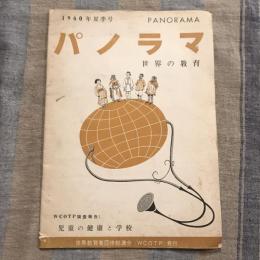 1960年夏季号
PANORAMA
パノラマ
世界の教育
WCOTP調査報告:
児童の健康と学校
世界教育者団体総連合 WCOTP 発行